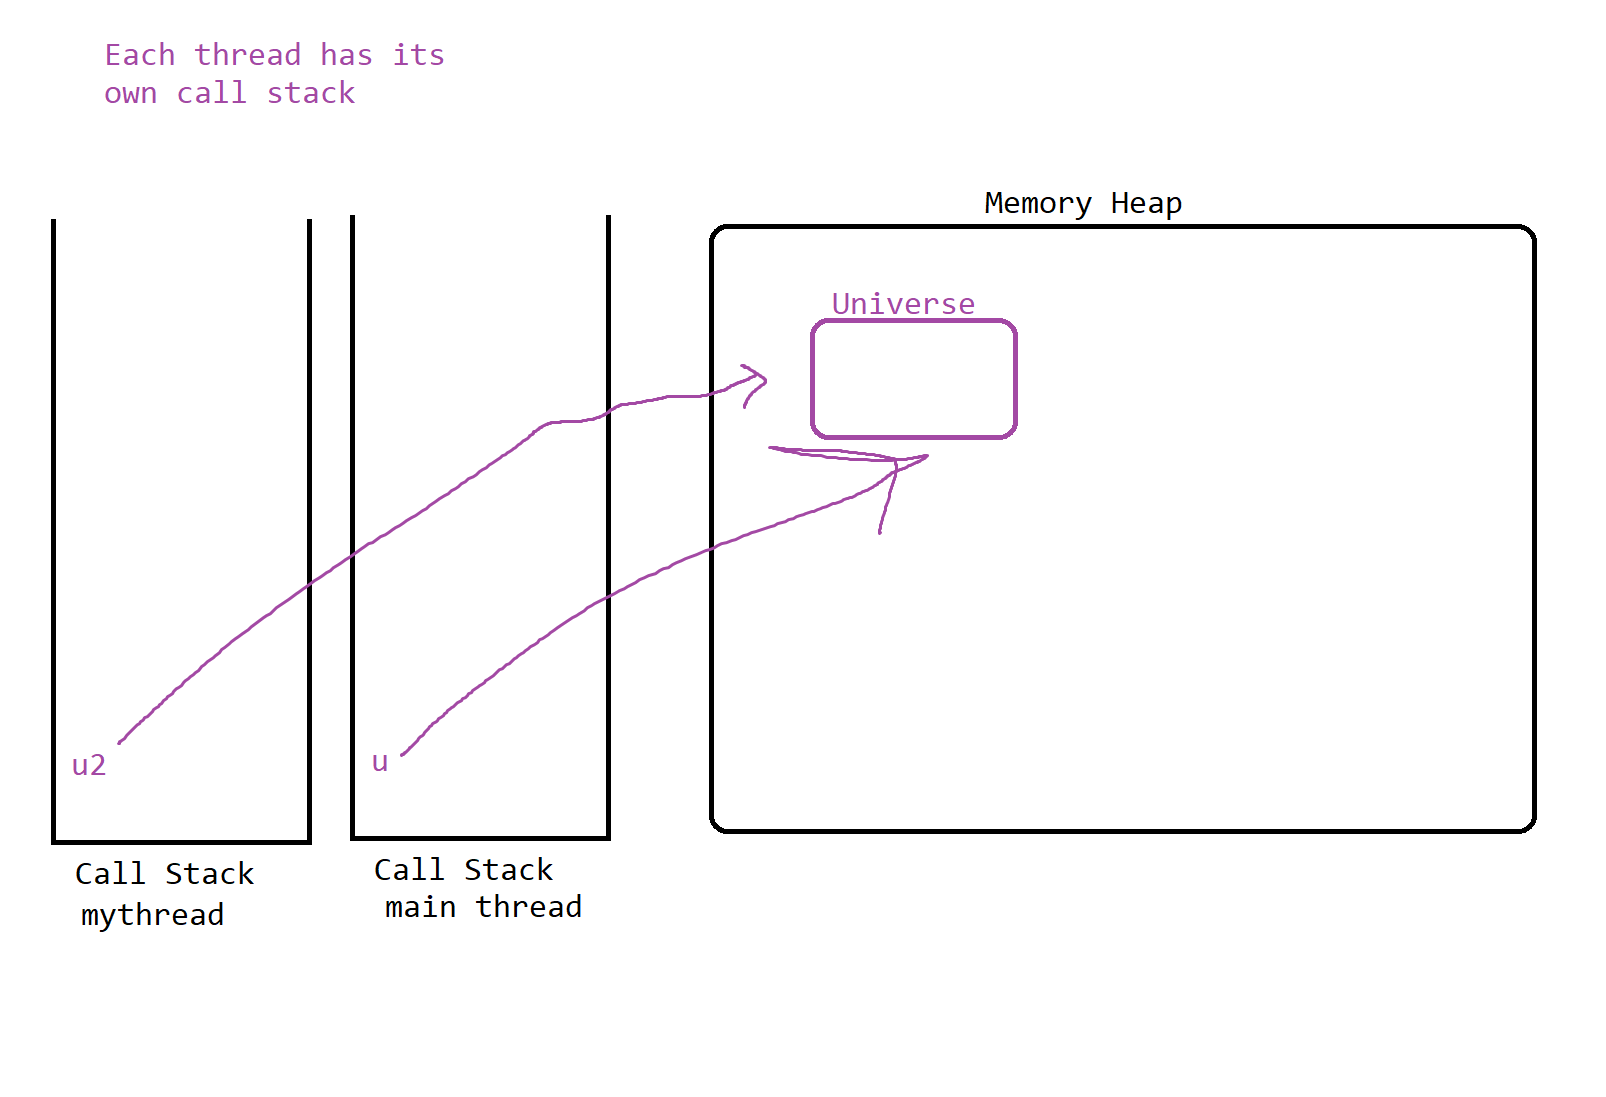 Each thread has its
own call stack
Memory Heap
Universe
u2
u
Call Stack
mythread
Call Stack
main thread